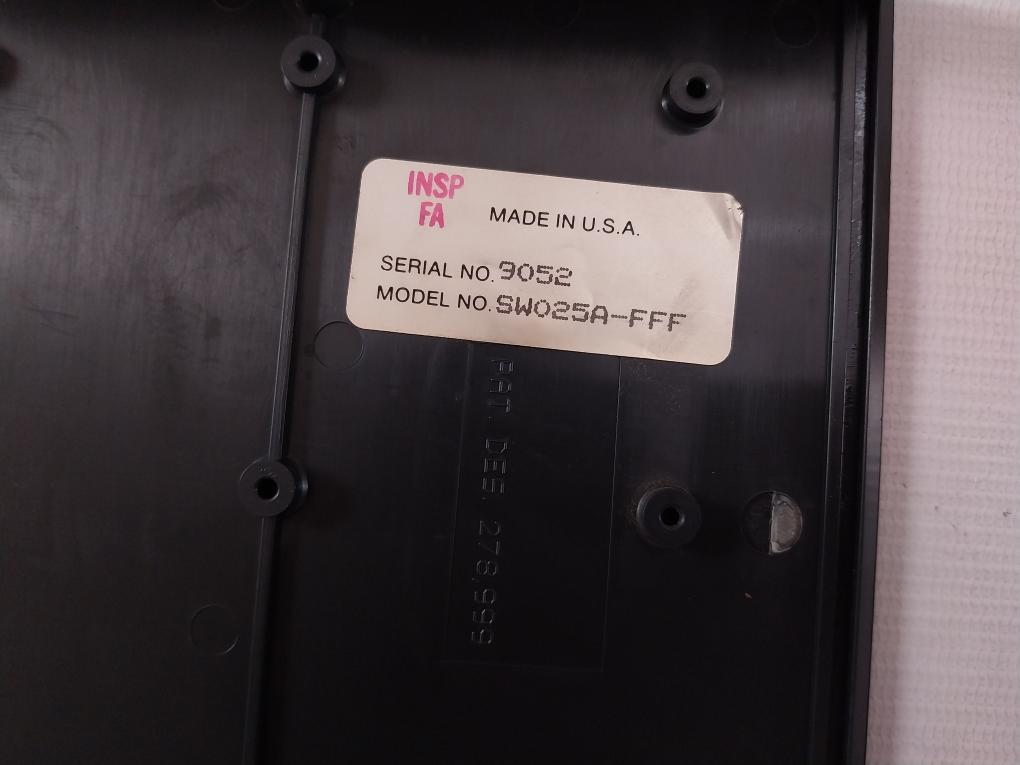 INSP
FA
MADE IN U.S.A.
SERIAL NO. 9052
MODEL NO. SW025A-FFF
PAT. DES. 278,999